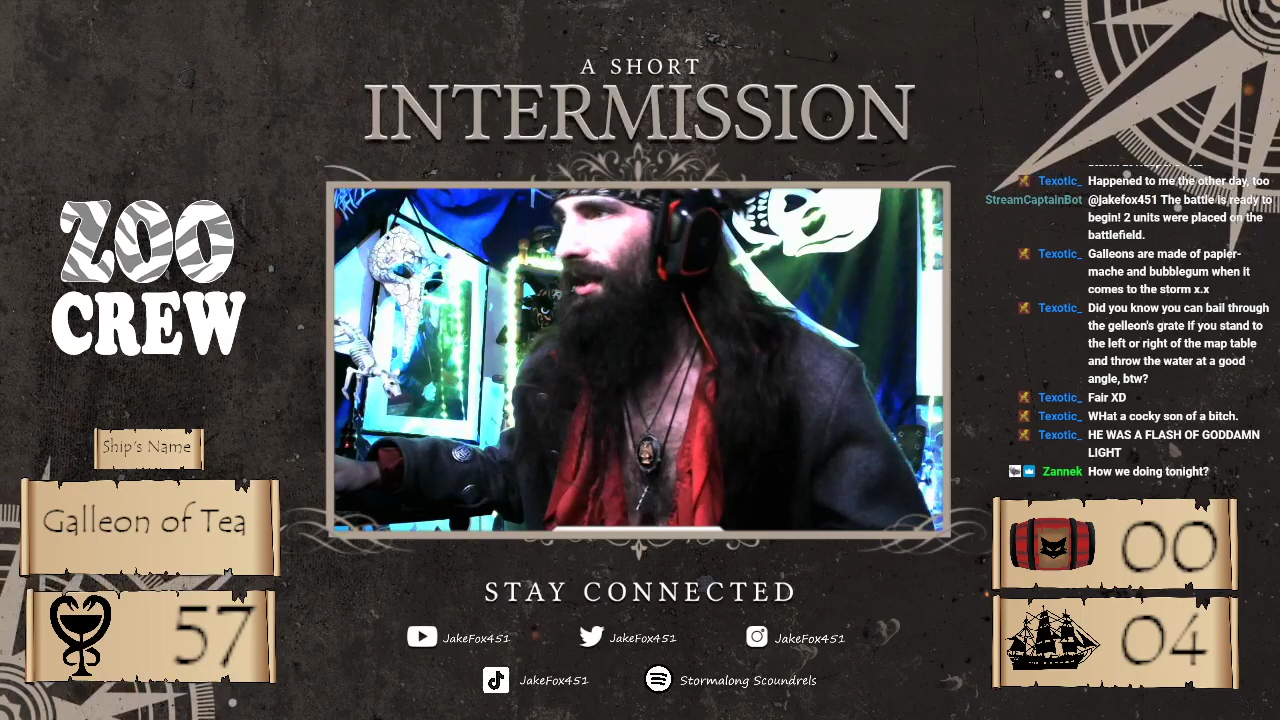 A SHORT
INTERMISSION
ZOO
CREW
Ship's Name
Galleon of Tea
57
Texotic_ Happened to me the other day, too
StreamCaptainBot @jakefox451 The battle is ready to
begin! 2 units were placed on the
battlefield.
Texotic_ Galleons are made of papier-
mache and bubblegum when it
comes to the storm x.x
Texotic_ Did you know you can bail through
the gelleon's grate if you stand to
the left or right of the map table
and throw the water at a good
angle, btw?
Texotic_ Fair XD
Texotic_ WHat a cocky son of a bitch.
Texotic_ HE WAS A FLASH OF GODDAMN
LIGHT
Zannek How we doing tonight?
00
04
STAY CONNECTED
JakeFox451 JakeFox451 JakeFox451
JakeFox451 Stormalong Scoundrels